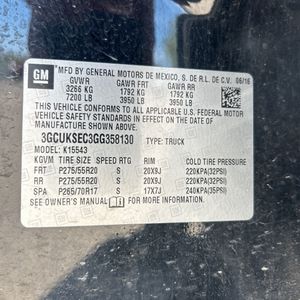 GM
MFD BY GENERAL MOTORS DE MEXICO, S. DE R.L. DE C.V. 06/16
GVWR GAWR FRT GAWR RR
3266 KG 1792 KG 1792 KG
7200 LB 3950 LB 3950 LB
THIS VEHICLE CONFORMS TO ALL APPLICABLE U.S. FEDERAL MOTOR
VEHICLE SAFETY STANDARDS IN EFFECT ON THE DATE OF
MANUFACTURE SHOWN ABOVE.
3GCUKSEC3GG358130 TYPE: TRUCK
MODEL: K15543
KGVM TIRE SIZE SPEED RTG RIM COLD TIRE PRESSURE
FRT P275/55R20 S 20X9J 220KPA(32PSI)
RR P275/55R20 S 20X9J 220KPA(32PSI)
SPA P265/70R17 S 17X7J 240KPA(35PSI)
SEE OWNER'S MANUAL FOR MORE INFORMATION